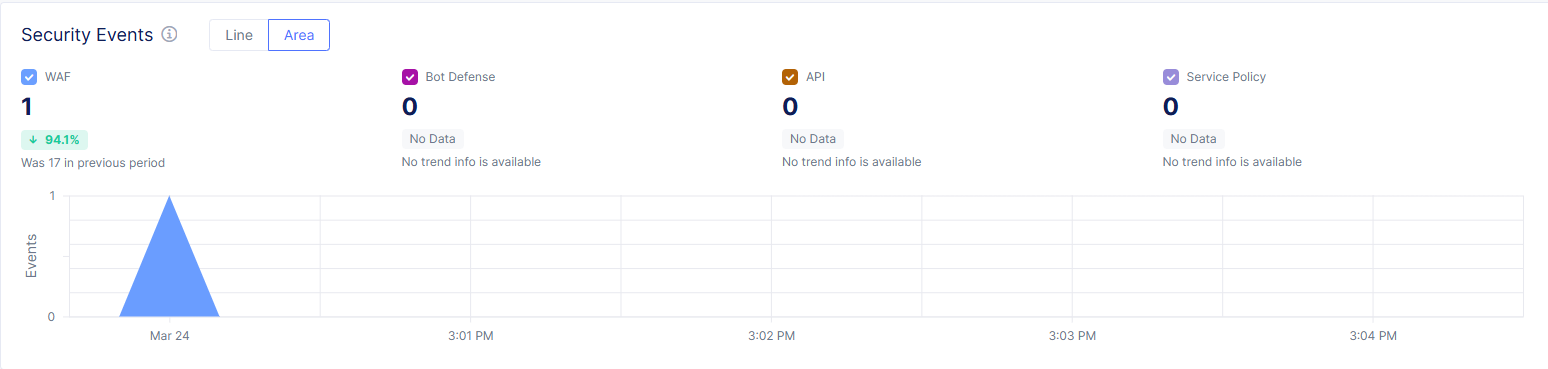 Security Events Line Area
WAF Bot Defense API Service Policy
1 0 0 0
↓ 94.1% No Data No Data No Data
Was 17 in previous period No trend info is available No trend info is available No trend info is available
1
Events
0
Mar 24 3:01 PM 3:02 PM 3:03 PM 3:04 PM